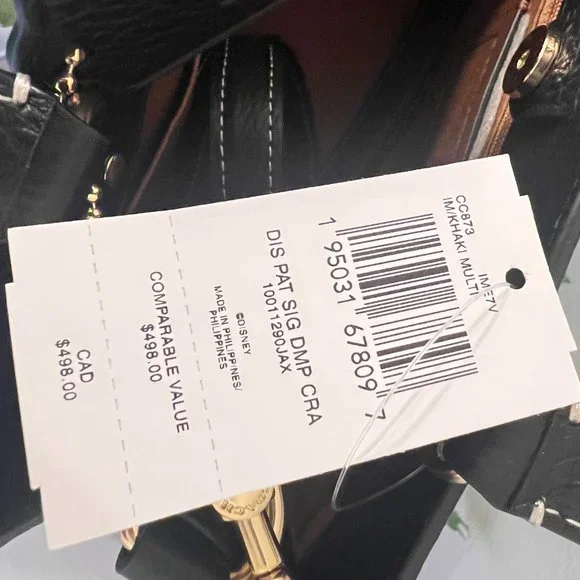 CC873
IM/KHAKI MULTI
IME7V
1 95031 67809 7
DIS PAT SIG DMP CRA
10011290JAX
©DISNEY
MADE IN PHILIPPINES/
PHILIPPINES
COMPARABLE VALUE
$498.00
CAD
$498.00